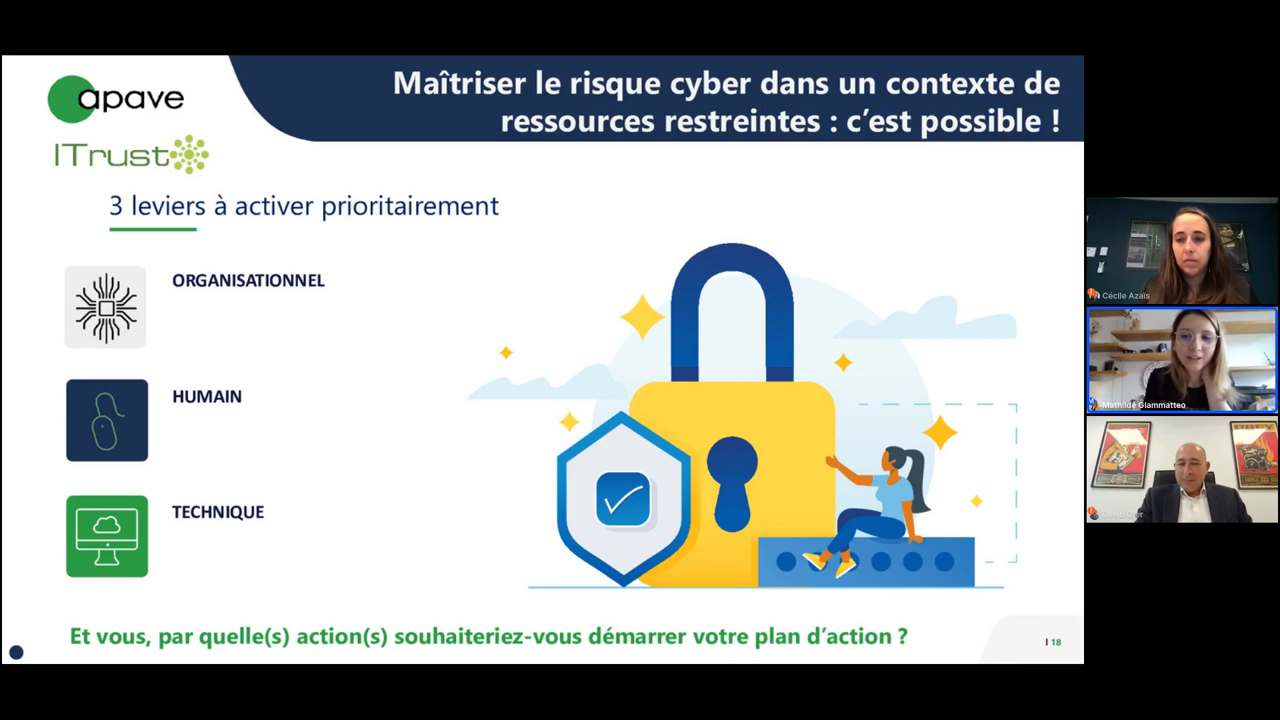 apave
ITrust
Maîtriser le risque cyber dans un contexte de
ressources restreintes : c’est possible !
3 leviers à activer prioritairement
ORGANISATIONNEL
HUMAIN
TECHNIQUE
Et vous, par quelle(s) action(s) souhaiteriez-vous démarrer votre plan d’action ?
I 18
Cécile Azaïs
Mathilde Giammatteo